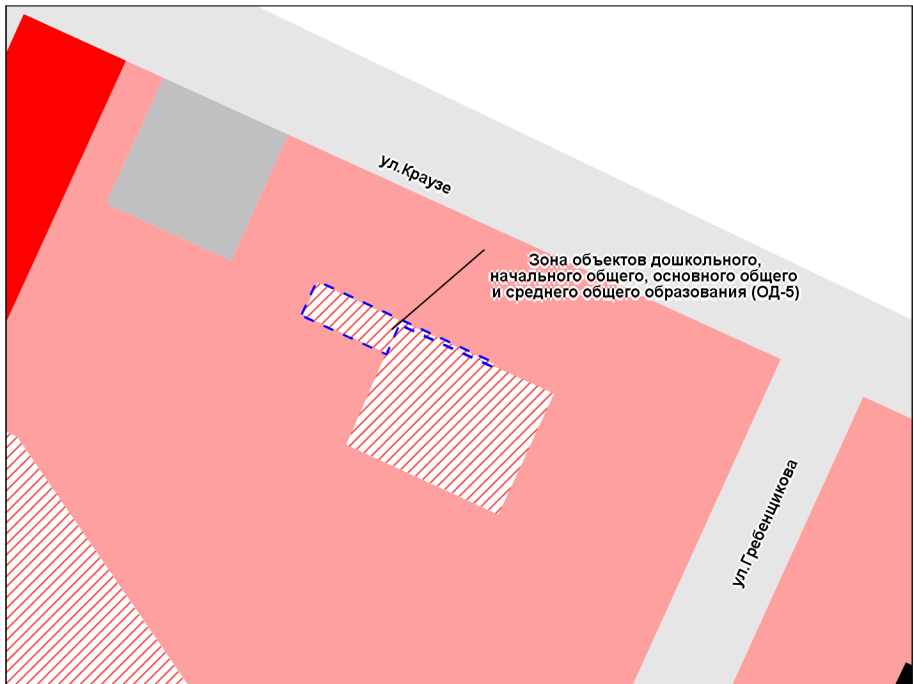 ул.Краузе
Зона объектов дошкольного,
начального общего, основного общего
и среднего общего образования (ОД-5)
ул.Гребенщикова